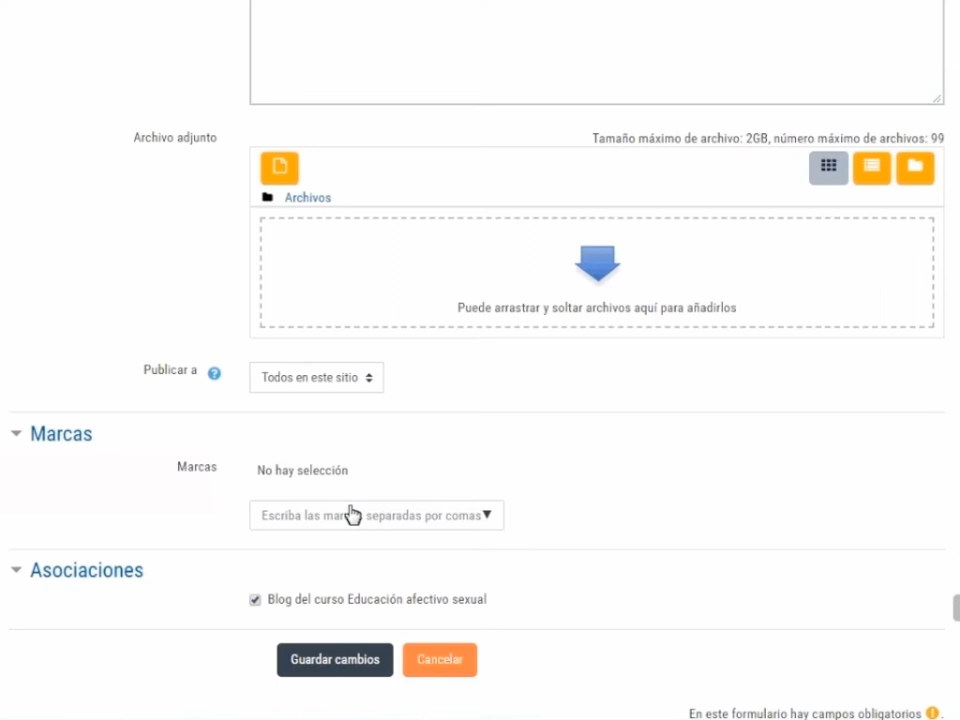 Archivo adjunto
Tamaño máximo de archivo: 2GB, número máximo de archivos: 99
Archivos
Puede arrastrar y soltar archivos aquí para añadirlos
Publicar a
Todos en este sitio
Marcas
Marcas
No hay selección
Escriba las mar separadas por comas
Asociaciones
Blog del curso Educación afectivo sexual
Guardar cambios
Cancelar
En este formulario hay campos obligatorios